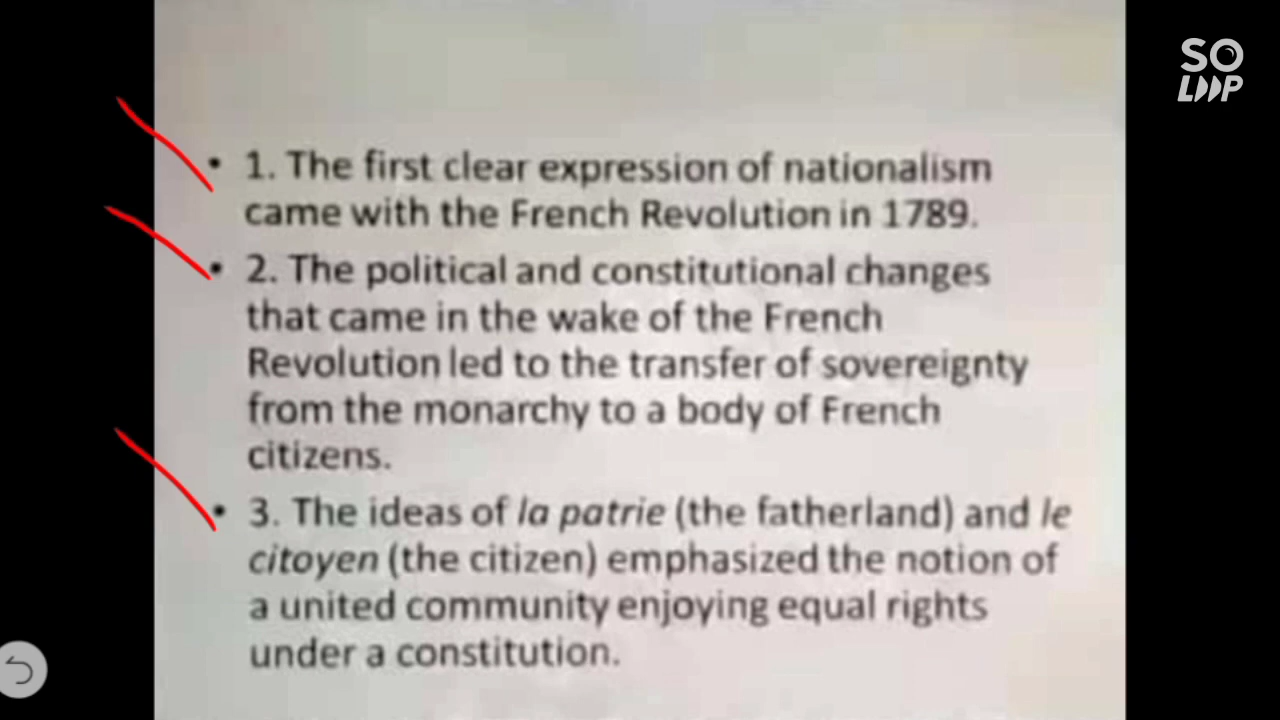 SO
LOOP
• 1. The first clear expression of nationalism
came with the French Revolution in 1789.
• 2. The political and constitutional changes
that came in the wake of the French
Revolution led to the transfer of sovereignty
from the monarchy to a body of French
citizens.
• 3. The ideas of la patrie (the fatherland) and le
citoyen (the citizen) emphasized the notion of
a united community enjoying equal rights
under a constitution.